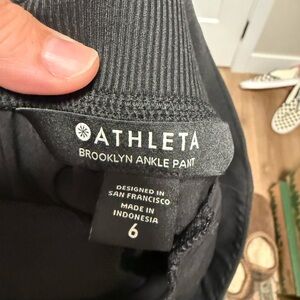 ATHLETA
BROOKLYN ANKLE PANT
DESIGNED IN
SAN FRANCISCO
MADE IN
INDONESIA
6